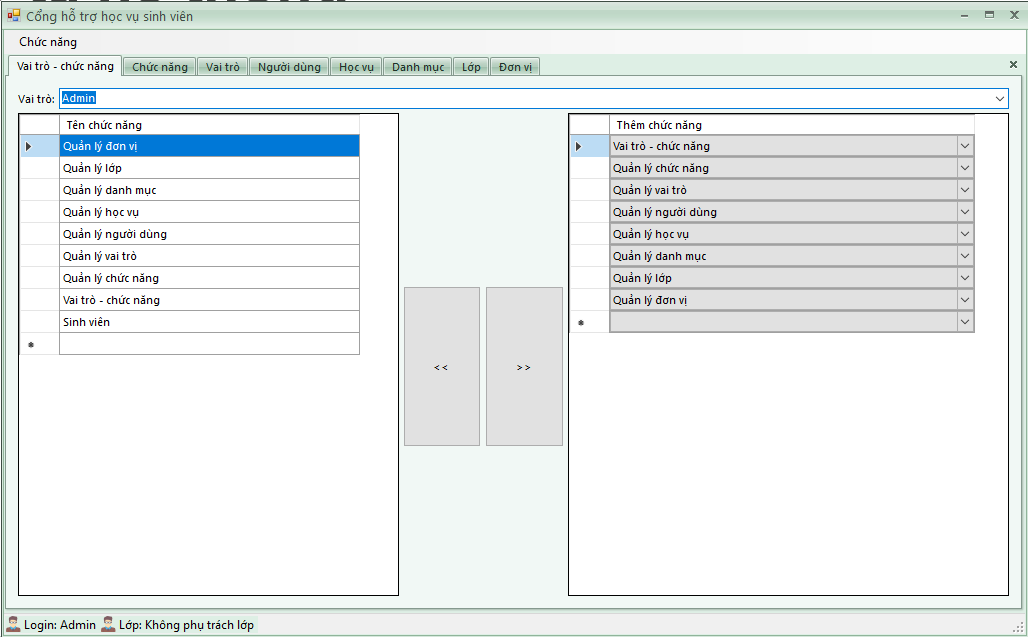 Cổng hỗ trợ học vụ sinh viên
Chức năng
Vai trò - chức năng Chức năng Vai trò Người dùng Học vụ Danh mục Lớp Đơn vị
Vai trò: Admin
Tên chức năng
Quản lý đơn vị
Quản lý lớp
Quản lý danh mục
Quản lý học vụ
Quản lý người dùng
Quản lý vai trò
Quản lý chức năng
Vai trò - chức năng
Sinh viên
<<
>>
Thêm chức năng
Vai trò - chức năng
Quản lý chức năng
Quản lý vai trò
Quản lý người dùng
Quản lý học vụ
Quản lý danh mục
Quản lý lớp
Quản lý đơn vị
Login: Admin Lớp: Không phụ trách lớp